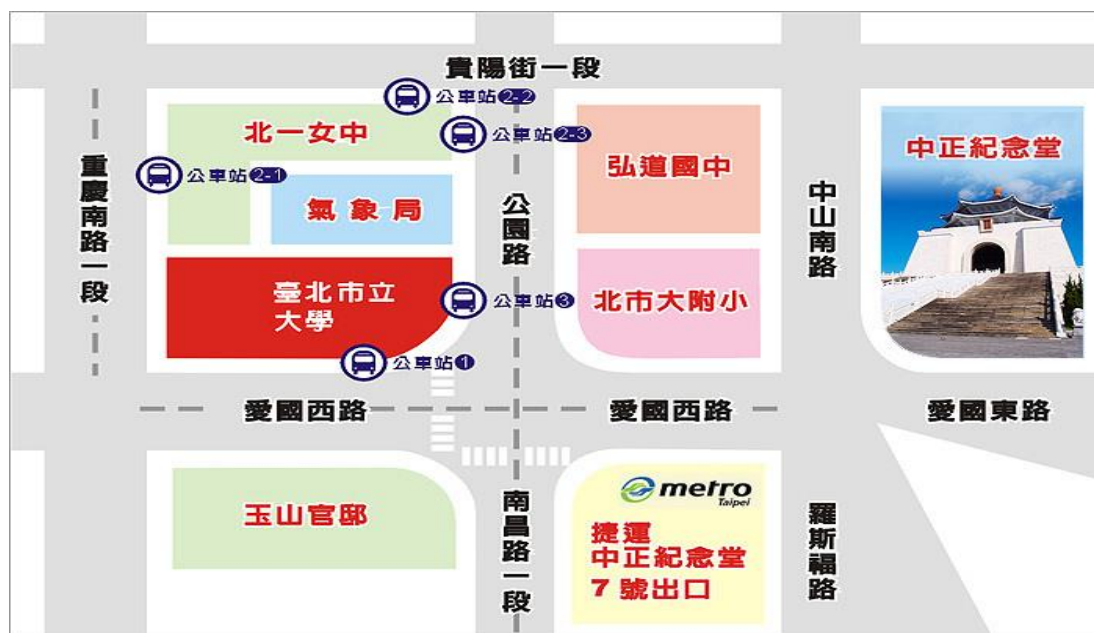 貴陽街一段
公車站2-2
北一女中
公車站2-3
弘道國中
中正紀念堂
重慶南路一段
公車站2-1
氣象局
公園路
中山南路
臺北市立
大學
公車站3
北市大附小
公車站1
愛國西路
愛國西路
愛國東路
metro
Taipei
玉山官邸
南昌路一段
捷運
中正紀念堂
7號出口
羅斯福路